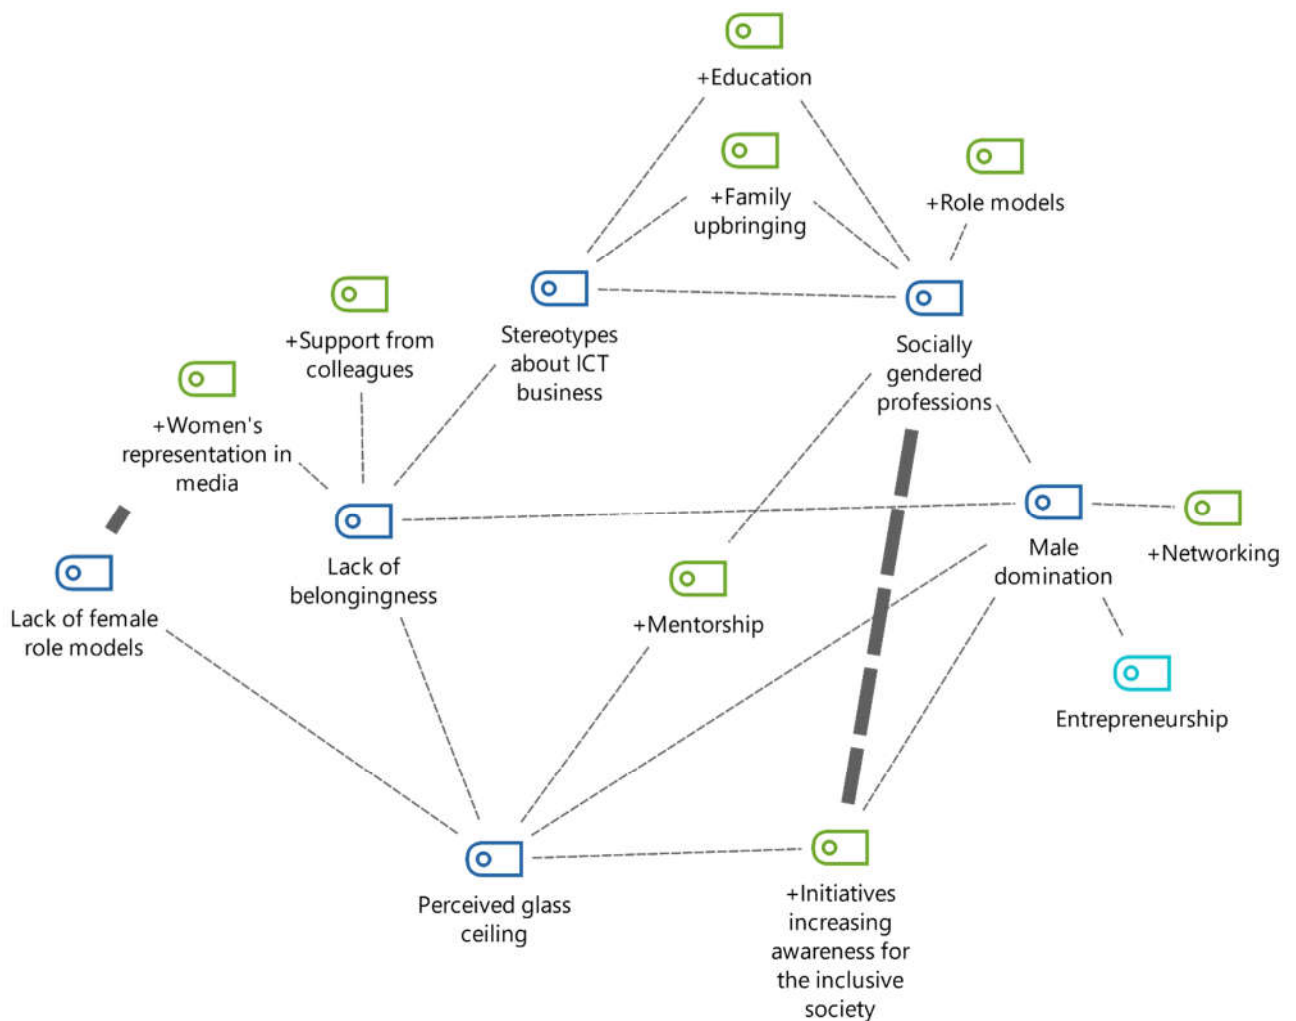 +Education
+Family
upbringing
+Role models
+Support from
colleagues
Stereotypes
about ICT
business
Socially
gendered
professions
+Women's
representation in
media
Lack of
belongingness
Male
domination
+Networking
Lack of female
role models
+Mentorship
Entrepreneurship
Perceived glass
ceiling
+Initiatives
increasing
awareness for
the inclusive
society